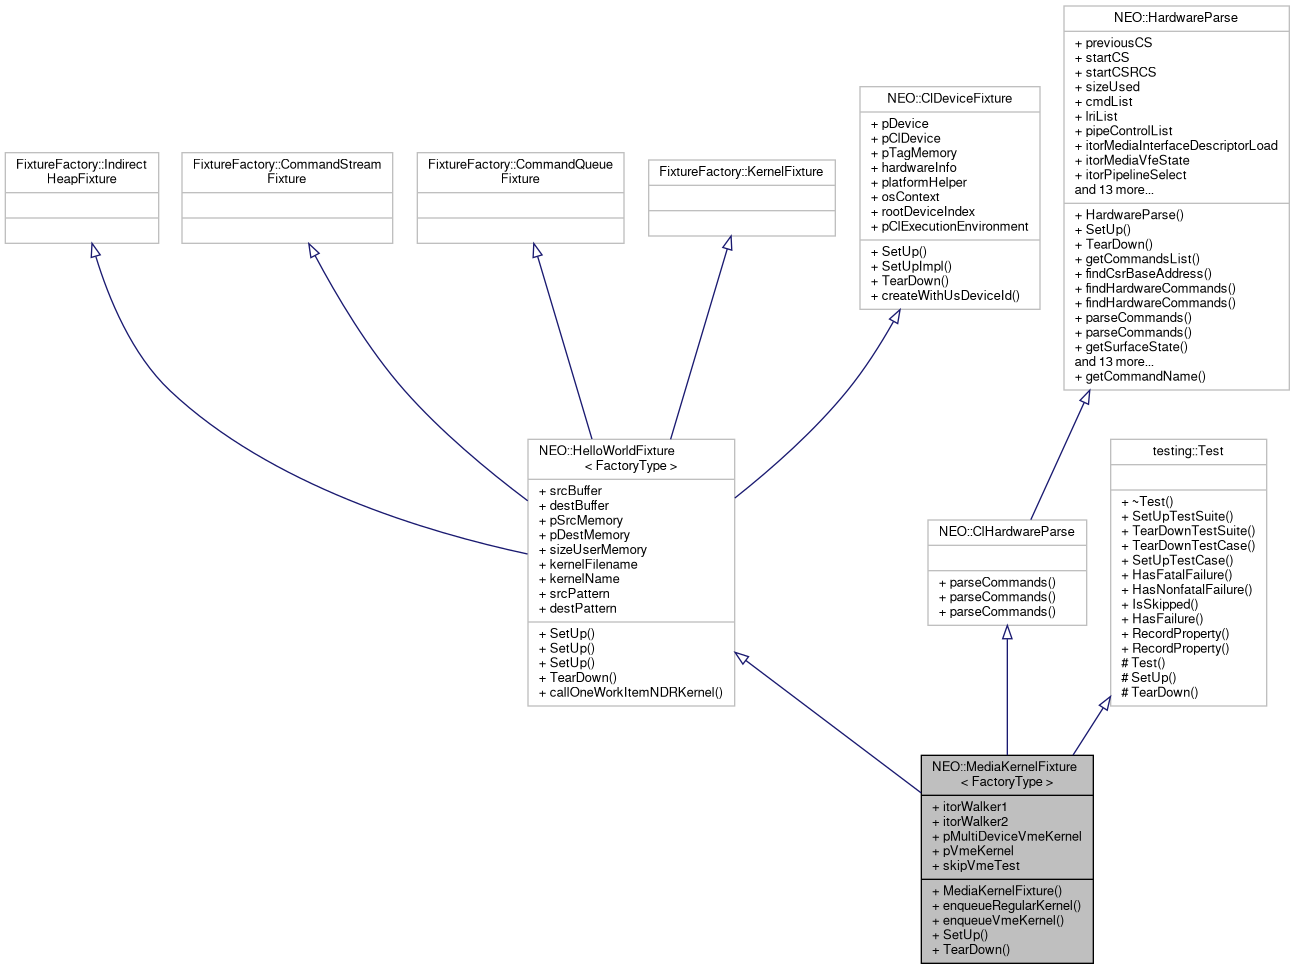 NEO::HardwareParse
+ previousCS
+ startCS
+ startCSRCS
+ sizeUsed
+ cmdList
+ lriList
+ pipeControlList
+ itorMediaInterfaceDescriptorLoad
+ itorMediaVfeState
+ itorPipelineSelect
and 13 more...
+ HardwareParse()
+ SetUp()
+ TearDown()
+ getCommandsList()
+ findCsrBaseAddress()
+ findHardwareCommands()
+ findHardwareCommands()
+ parseCommands()
+ parseCommands()
+ getSurfaceState()
and 13 more...
+ getCommandName()
NEO::ClDeviceFixture
+ pDevice
+ pClDevice
+ pTagMemory
+ hardwareInfo
+ platformHelper
+ osContext
+ rootDeviceIndex
+ pClExecutionEnvironment
+ SetUp()
+ SetUpImpl()
+ TearDown()
+ createWithUsDeviceId()
FixtureFactory::Indirect
HeapFixture
FixtureFactory::CommandStream
Fixture
FixtureFactory::CommandQueue
Fixture
FixtureFactory::KernelFixture
NEO::HelloWorldFixture
< FactoryType >
+ srcBuffer
+ destBuffer
+ pSrcMemory
+ pDestMemory
+ sizeUserMemory
+ kernelFilename
+ kernelName
+ srcPattern
+ destPattern
+ SetUp()
+ SetUp()
+ SetUp()
+ TearDown()
+ callOneWorkItemNDRKernel()
NEO::ClHardwareParse
+ parseCommands()
+ parseCommands()
+ parseCommands()
testing::Test
+ ~Test()
+ SetUpTestSuite()
+ TearDownTestSuite()
+ TearDownTestCase()
+ SetUpTestCase()
+ HasFatalFailure()
+ HasNonfatalFailure()
+ IsSkipped()
+ HasFailure()
+ RecordProperty()
+ RecordProperty()
# Test()
# SetUp()
# TearDown()
NEO::MediaKernelFixture
< FactoryType >
+ itorWalker1
+ itorWalker2
+ pMultiDeviceVmeKernel
+ pVmeKernel
+ skipVmeTest
+ MediaKernelFixture()
+ enqueueRegularKernel()
+ enqueueVmeKernel()
+ SetUp()
+ TearDown()